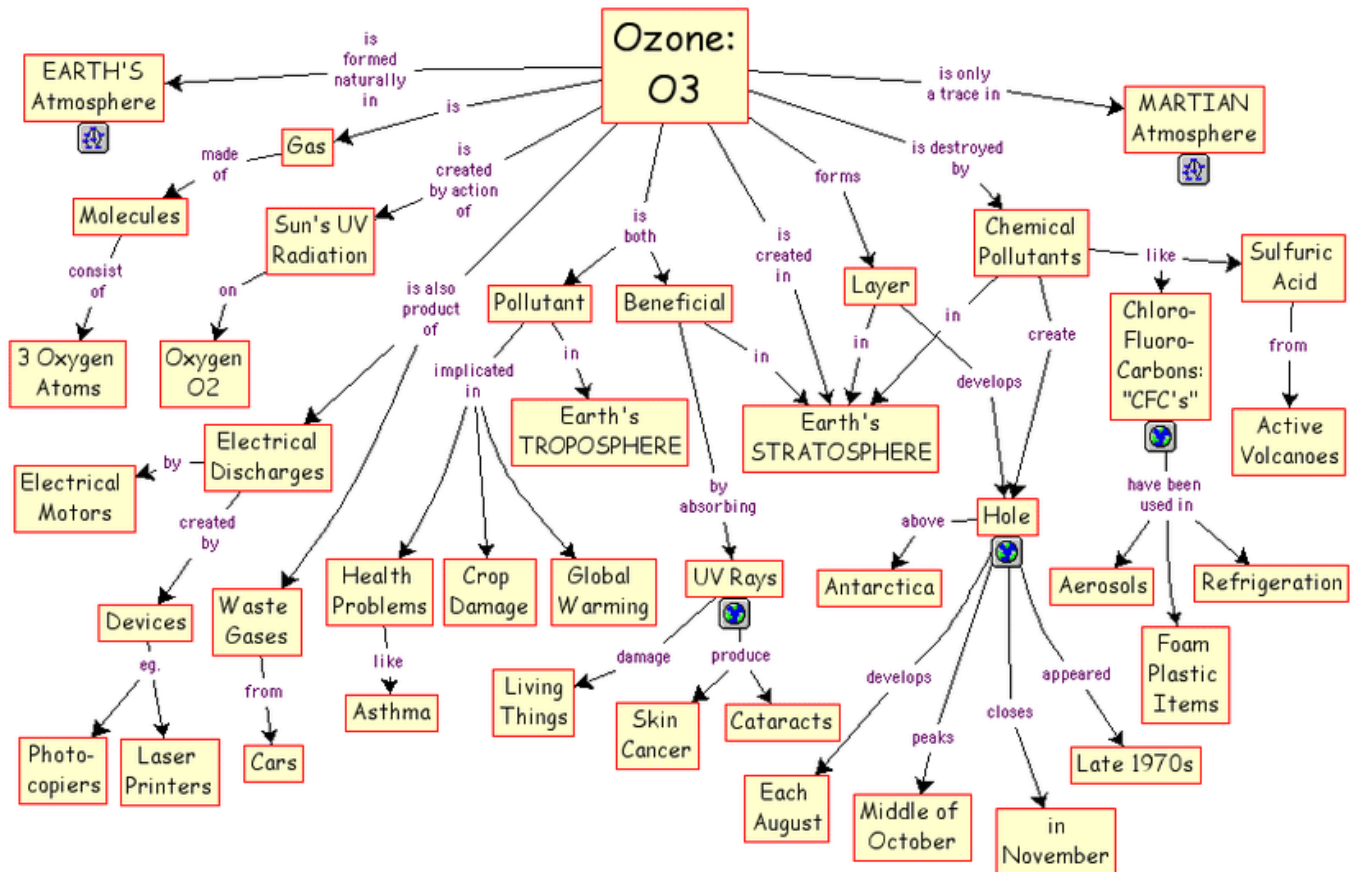 Ozone:
O3
is
formed
naturally
in
EARTH'S
Atmosphere
is only
a trace in
MARTIAN
Atmosphere
is
Gas
made
of
Molecules
consist
of
3 Oxygen
Atoms
is
created
by action
of
Sun's UV
Radiation
on
Oxygen
O2
is also
product
of
Electrical
Discharges
by
Electrical
Motors
created
by
Devices
eg.
Photo-
copiers
Laser
Printers
Waste
Gases
from
Cars
is
both
Pollutant
implicated
in
Health
Problems
like
Asthma
Crop
Damage
Global
Warming
in
Earth's
TROPOSPHERE
Beneficial
in
by
absorbing
UV Rays
damage
Living
Things
produce
Skin
Cancer
Cataracts
is
created
in
Earth's
STRATOSPHERE
forms
Layer
in
develops
is destroyed
by
Chemical
Pollutants
in
create
like
Sulfuric
Acid
from
Active
Volcanoes
Chloro-
Fluoro-
Carbons:
"CFC's"
have been
used in
Aerosols
Foam
Plastic
Items
Refrigeration
Hole
above
Antarctica
develops
Each
August
peaks
Middle of
October
closes
in
November
appeared
Late 1970s